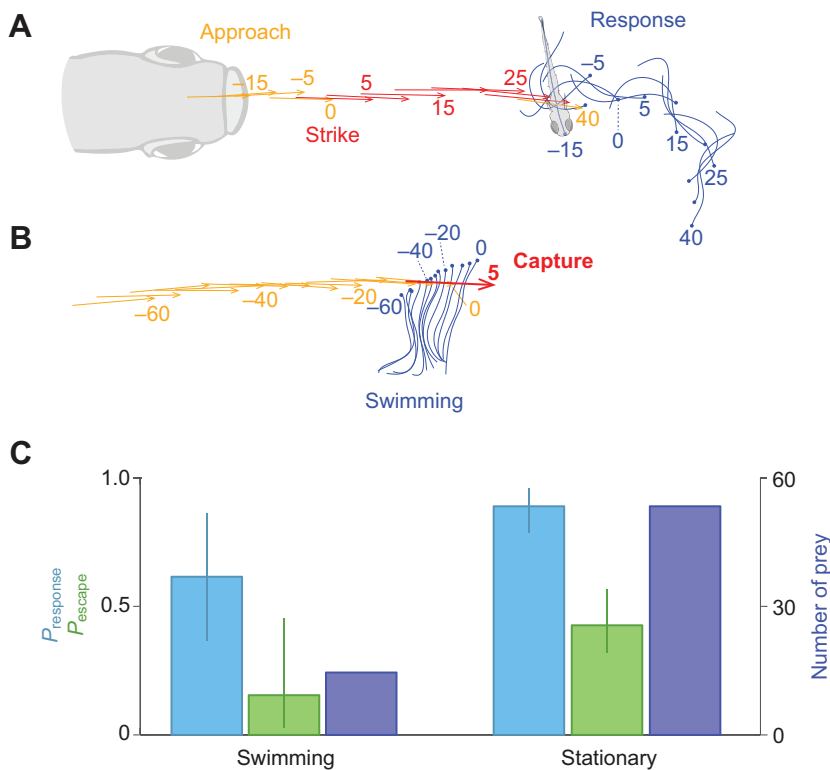 A
Approach
Response
–15
–5
0
5
Strike
15
25
40
–15
–5
0
5
15
25
40
B
–60
–40
–20
0
–60
–40
–20
0
5
Capture
Swimming
C
1.0
0.5
0
Presponse
Pescape
60
30
0
Number of prey
Swimming
Stationary